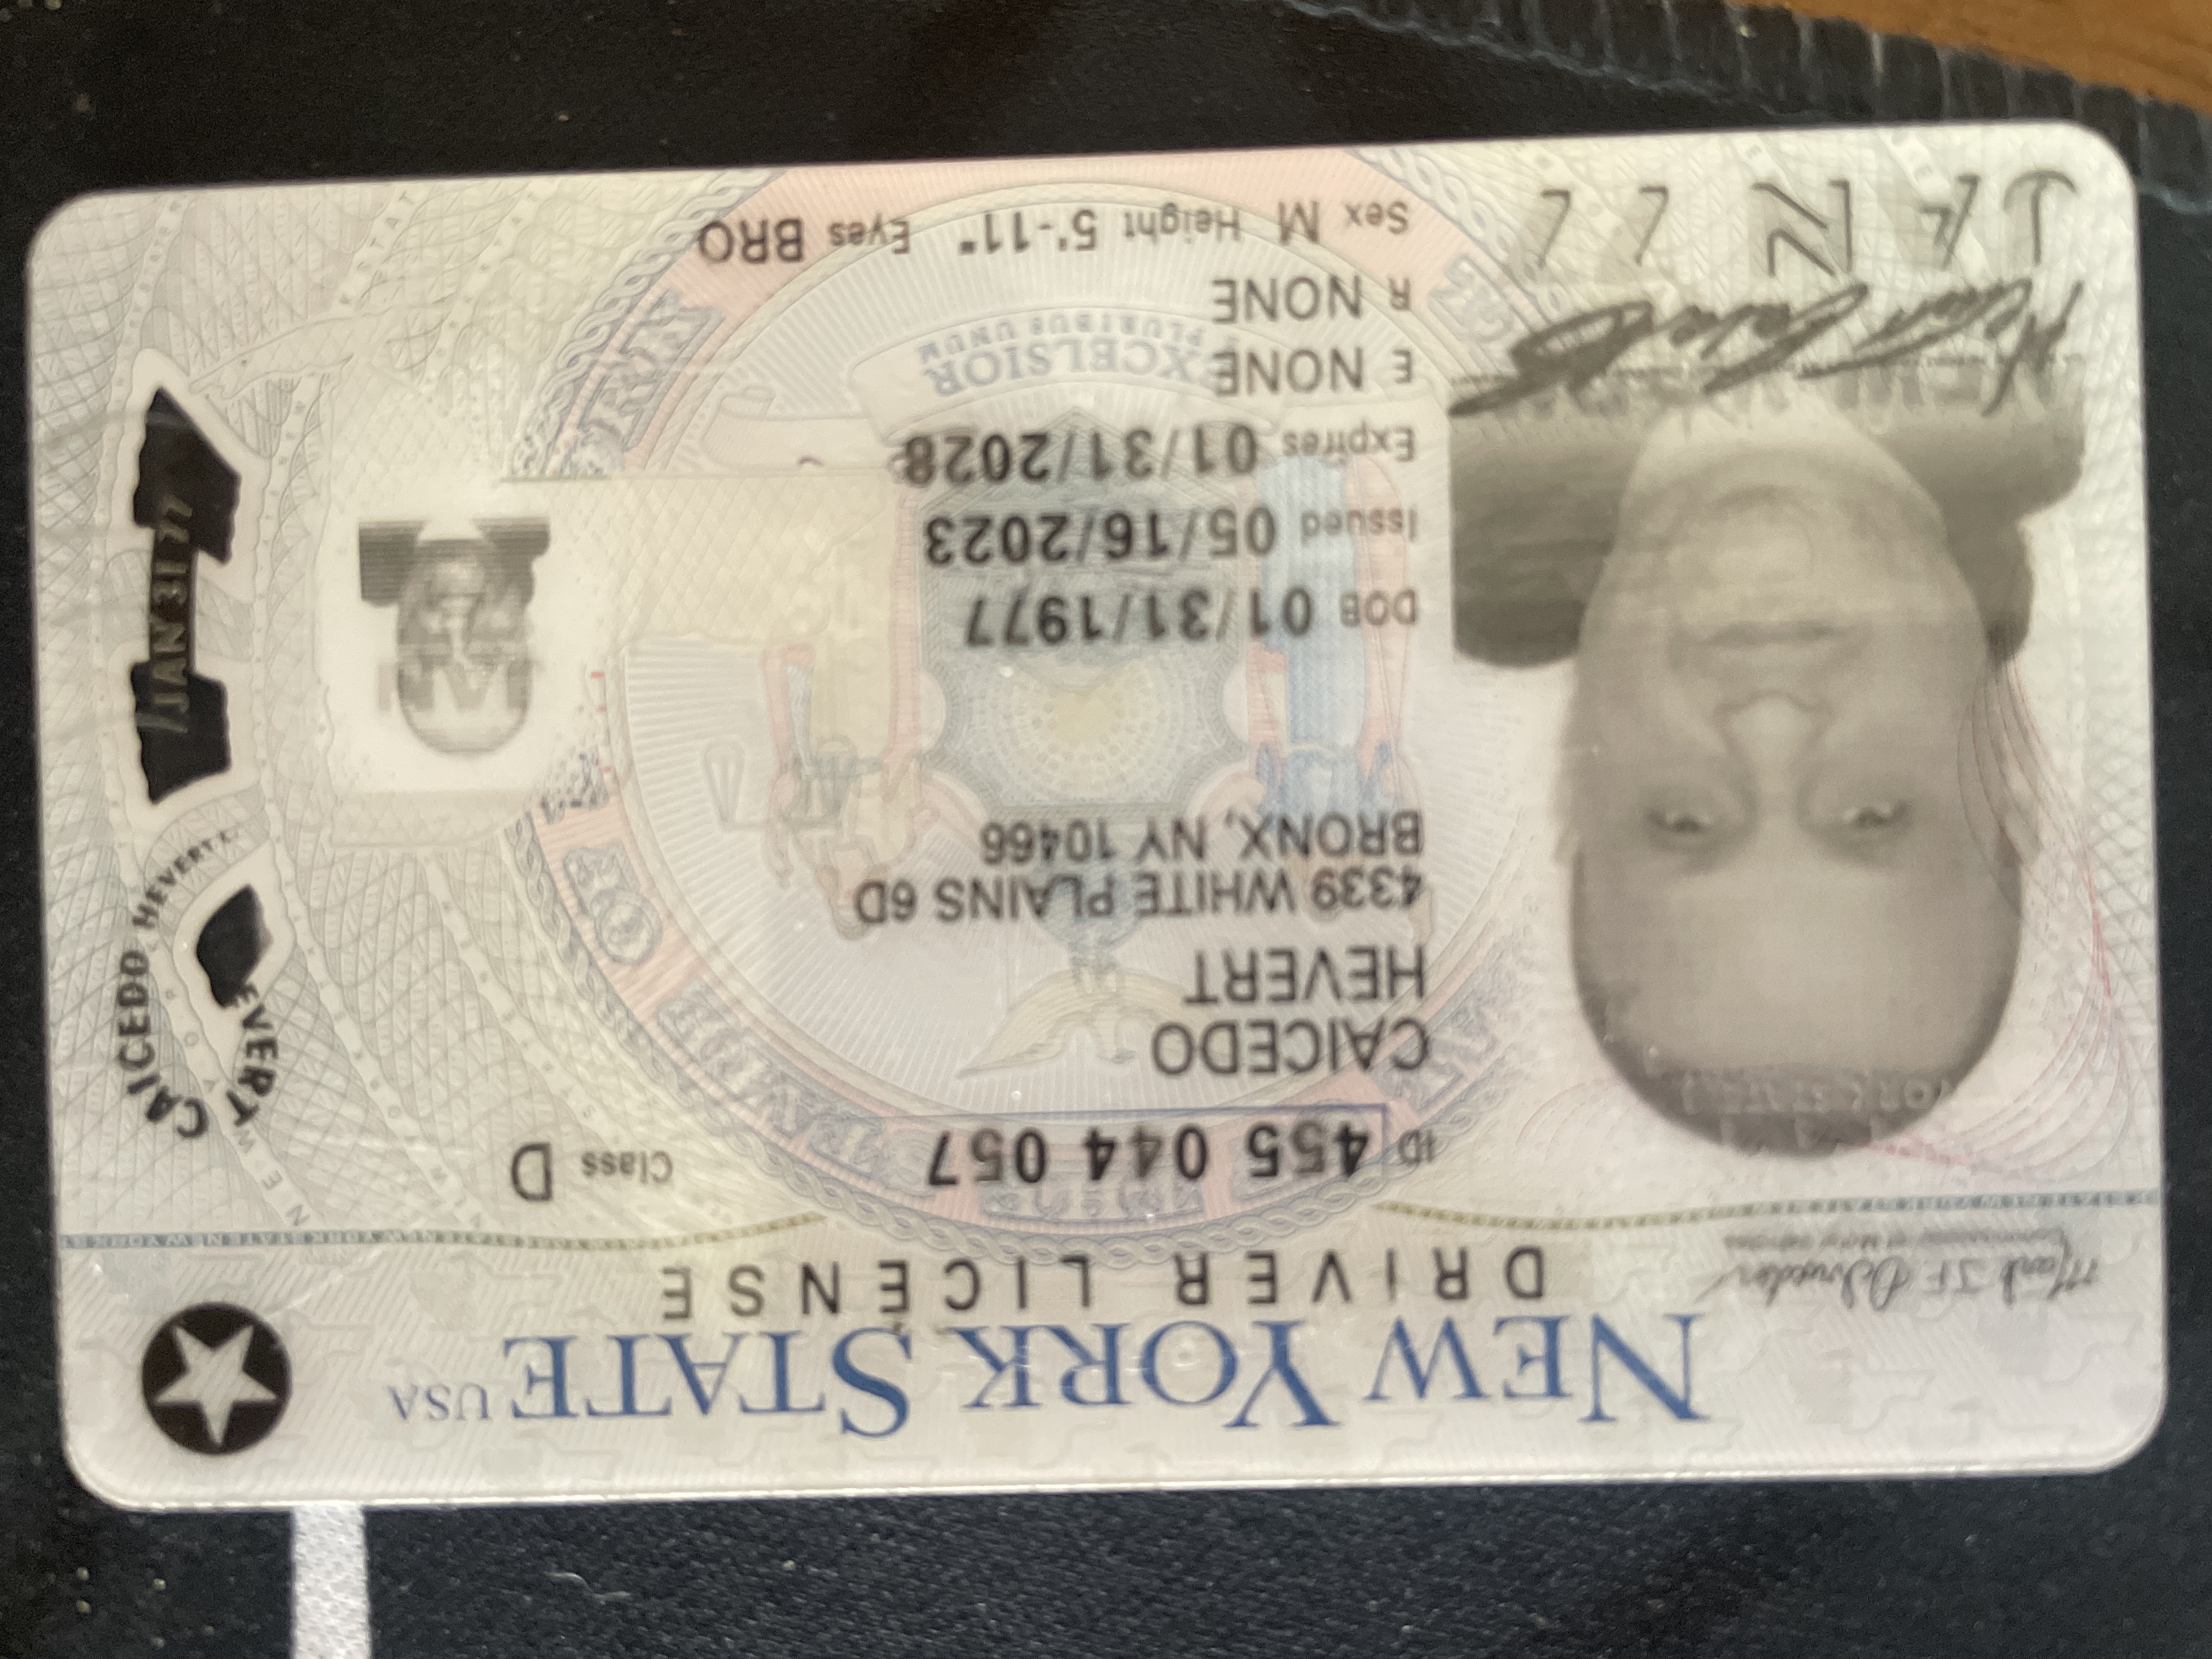 NEW YORK STATE USA
DRIVER LICENSE
ID 455 044 057
Class D
CAICEDO
HEVERT
4339 WHITE PLAINS 6D
BRONX, NY 10466
DOB 01/31/1977
Issued 05/16/2023
Expires 01/31/2028
E NONE
R NONE
Sex M Height 5'-11" Eyes BRO
EXCELSIOR
PLURIBUS UNUM
CAICEDO HEVERT
JAN 31 77